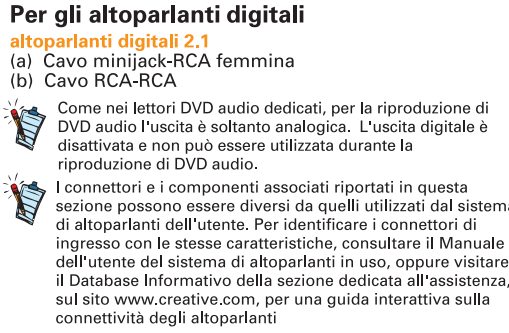 Per gli altoparlanti digitali
altoparlanti digitali 2.1
(a) Cavo minijack-RCA femmina
(b) Cavo RCA-RCA
Come nei lettori DVD audio dedicati, per la riproduzione di
DVD audio l'uscita è soltanto analogica. L'uscita digitale è
disattivata e non può essere utilizzata durante la
riproduzione di DVD audio.
I connettori e i componenti associati riportati in questa
sezione possono essere diversi da quelli utilizzati dal sistema
di altoparlanti dell'utente. Per identificare i connettori di
ingresso con le stesse caratteristiche, consultare il Manuale
dell'utente del sistema di altoparlanti in uso, oppure visitare
il Database Informativo della sezione dedicata all'assistenza,
sul sito www.creative.com, per una guida interattiva sulla
connettività degli altoparlanti